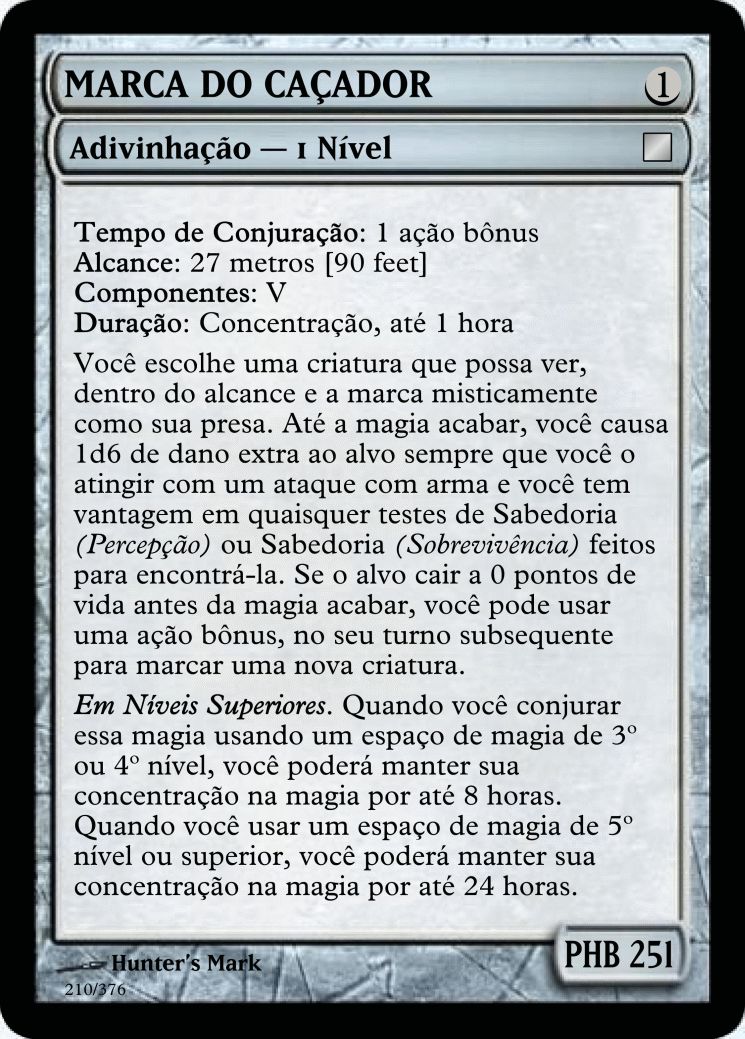 MARCA DO CAÇADOR
1
Adivinhação — 1 Nível
Tempo de Conjuração: 1 ação bônus
Alcance: 27 metros [90 feet]
Componentes: V
Duração: Concentração, até 1 hora
Você escolhe uma criatura que possa ver,
dentro do alcance e a marca misticamente
como sua presa. Até a magia acabar, você causa
1d6 de dano extra ao alvo sempre que você o
atingir com um ataque com arma e você tem
vantagem em quaisquer testes de Sabedoria
(Percepção) ou Sabedoria (Sobrevivência) feitos
para encontrá-la. Se o alvo cair a 0 pontos de
vida antes da magia acabar, você pode usar
uma ação bônus, no seu turno subsequente
para marcar uma nova criatura.
Em Níveis Superiores. Quando você conjurar
essa magia usando um espaço de magia de 3º
ou 4º nível, você poderá manter sua
concentração na magia por até 8 horas.
Quando você usar um espaço de magia de 5º
nível ou superior, você poderá manter sua
concentração na magia por até 24 horas.
PHB 251
Hunter's Mark
210/376